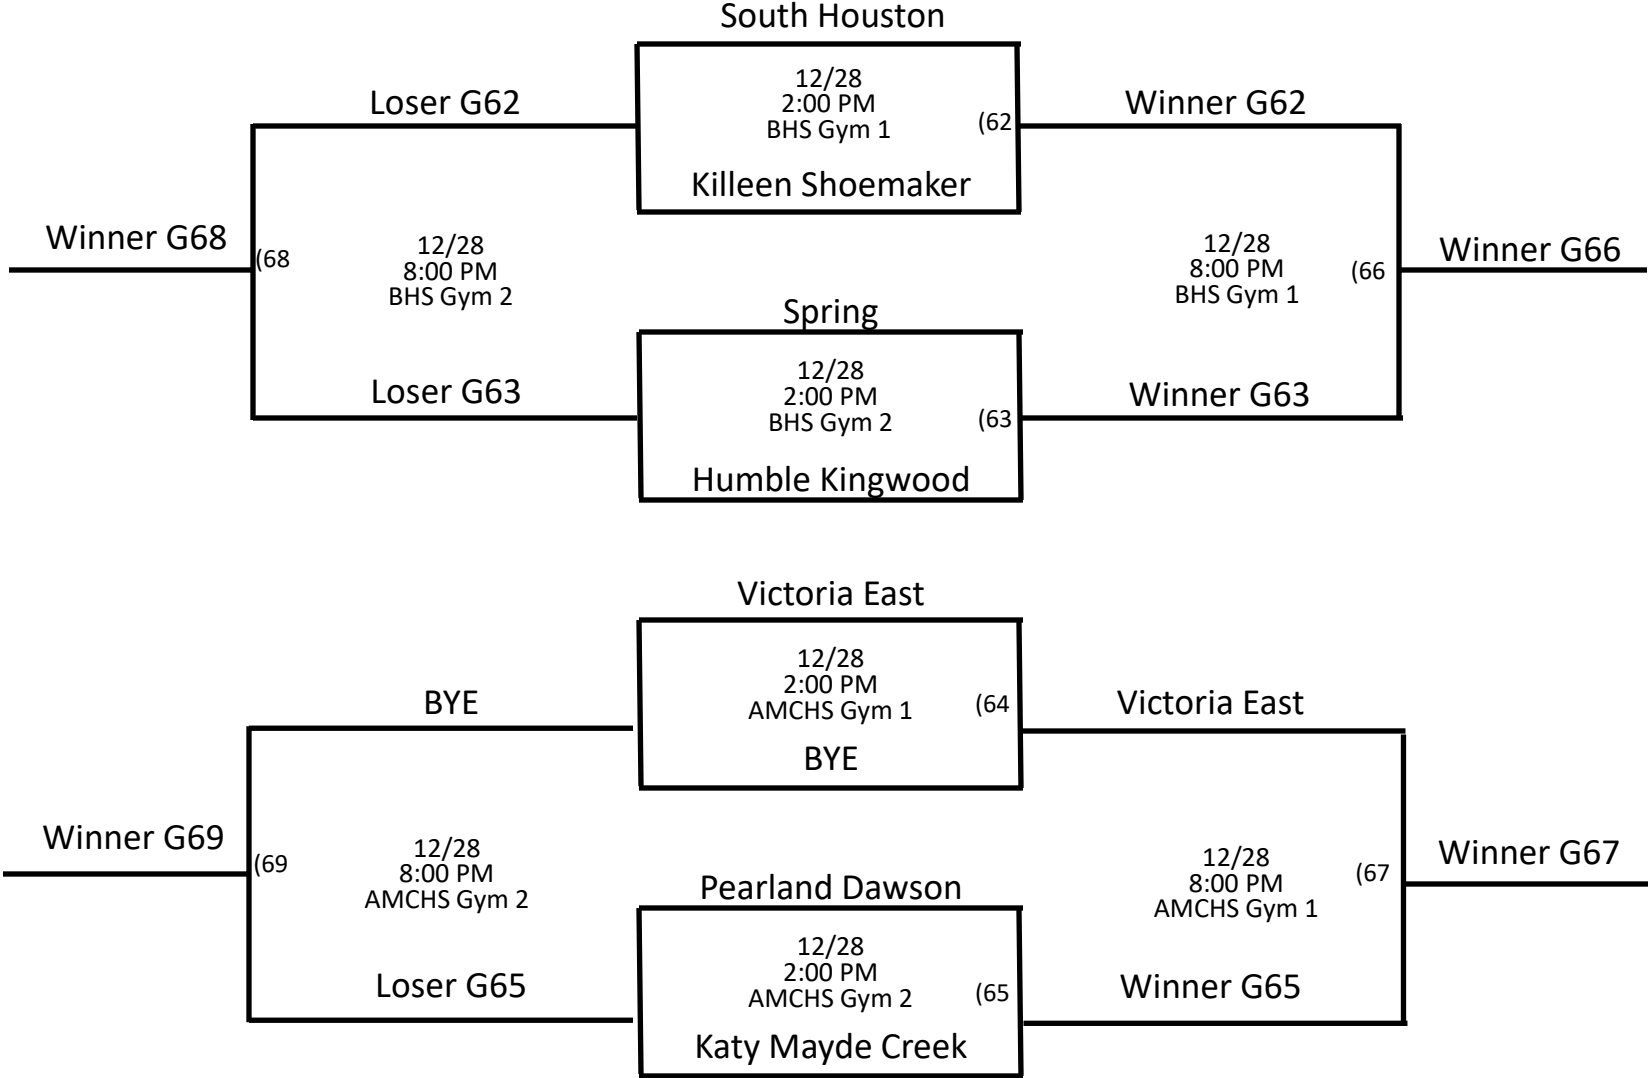 South Houston
12/28
2:00 PM
BHS Gym 1
(62
Killeen Shoemaker
Loser G62
Winner G62
Winner G68
(68
12/28
8:00 PM
BHS Gym 2
12/28
8:00 PM
BHS Gym 1
(66
Winner G66
Spring
12/28
2:00 PM
BHS Gym 2
(63
Humble Kingwood
Loser G63
Winner G63
Victoria East
12/28
2:00 PM
AMCHS Gym 1
(64
BYE
BYE
Victoria East
Winner G69
(69
12/28
8:00 PM
AMCHS Gym 2
12/28
8:00 PM
AMCHS Gym 1
(67
Winner G67
Pearland Dawson
12/28
2:00 PM
AMCHS Gym 2
(65
Katy Mayde Creek
Loser G65
Winner G65